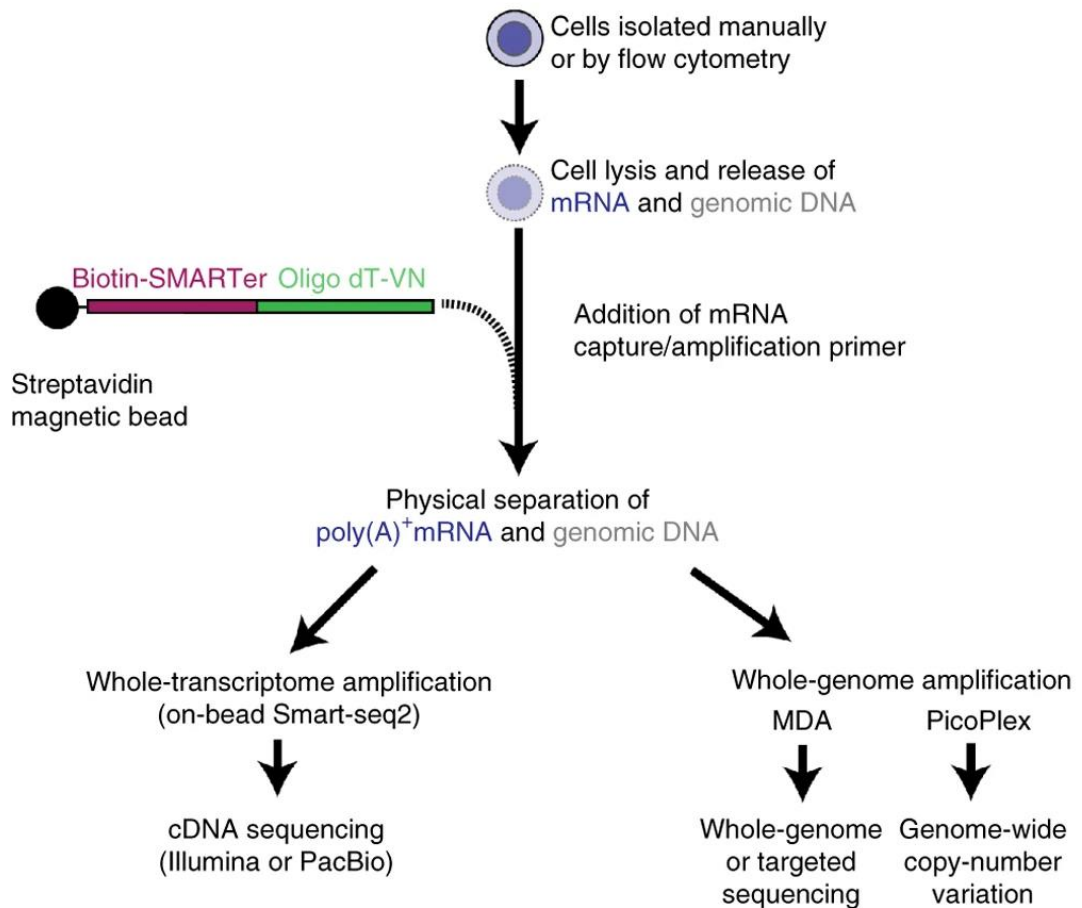 Cells isolated manually
or by flow cytometry
Cell lysis and release of
mRNA and genomic DNA
Biotin-SMARTer Oligo dT-VN
Addition of mRNA
capture/amplification primer
Streptavidin
magnetic bead
Physical separation of
poly(A)⁺mRNA and genomic DNA
Whole-transcriptome amplification
(on-bead Smart-seq2)
cDNA sequencing
(Illumina or PacBio)
Whole-genome amplification
MDA PicoPlex
Whole-genome
or targeted
sequencing
Genome-wide
copy-number
variation